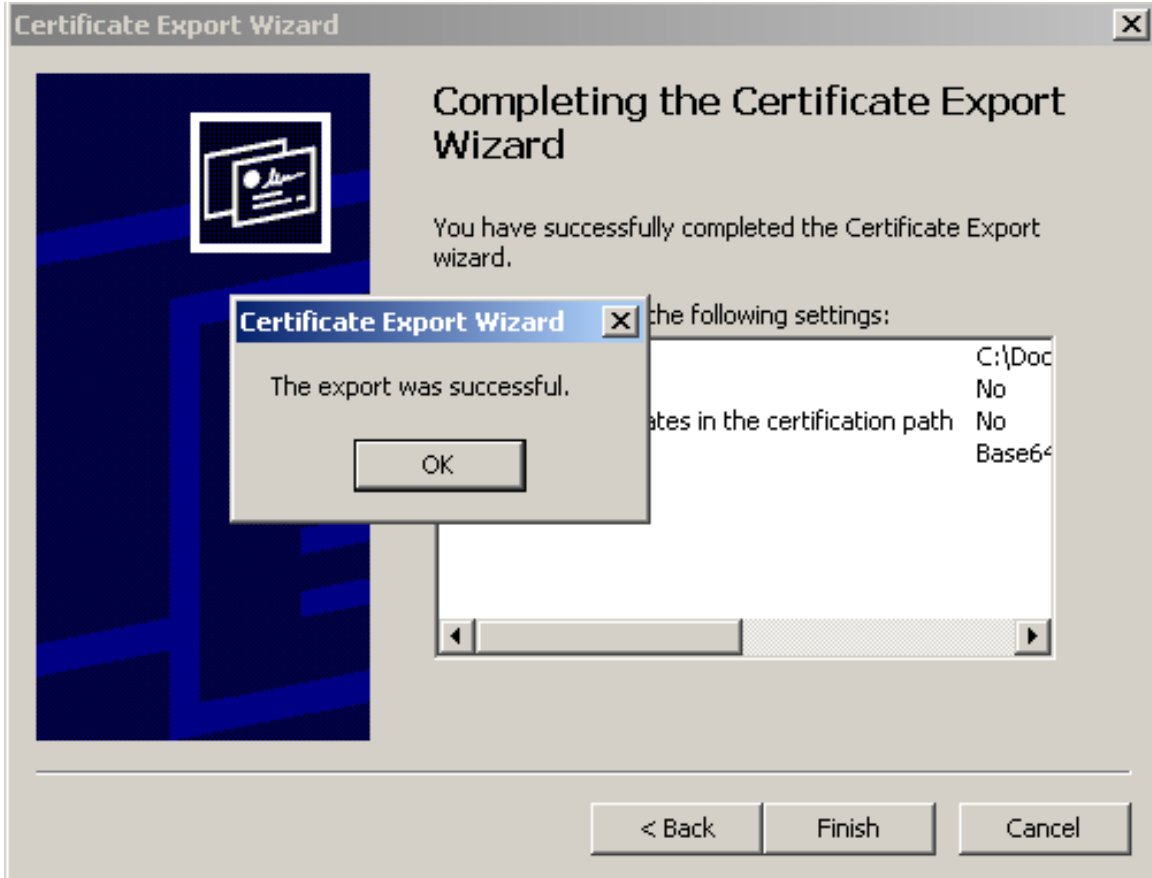 Certificate Export Wizard
Completing the Certificate Export
Wizard
You have successfully completed the Certificate Export
wizard.
the following settings:
C:\Doc
No
ates in the certification path No
Base64
Certificate Export Wizard
The export was successful.
OK
< Back Finish Cancel